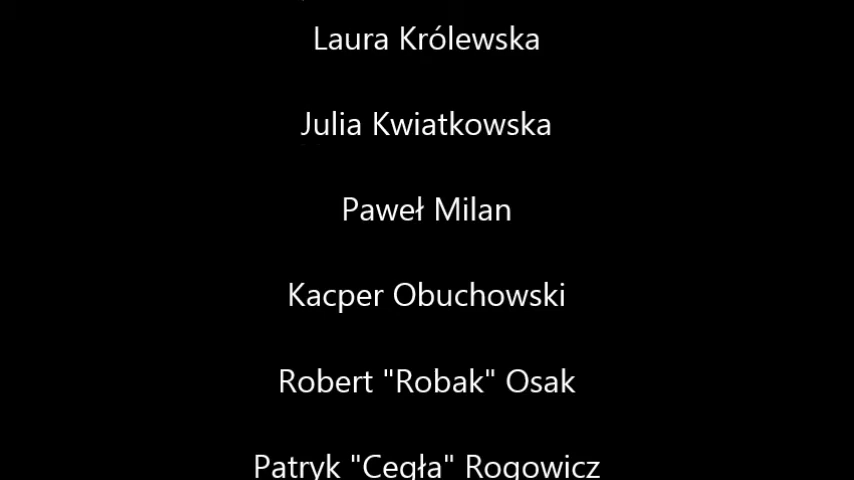 Laura Królewska
Julia Kwiatkowska
Paweł Milan
Kacper Obuchowski
Robert "Robak" Osak
Patryk "Cegła" Rogowicz